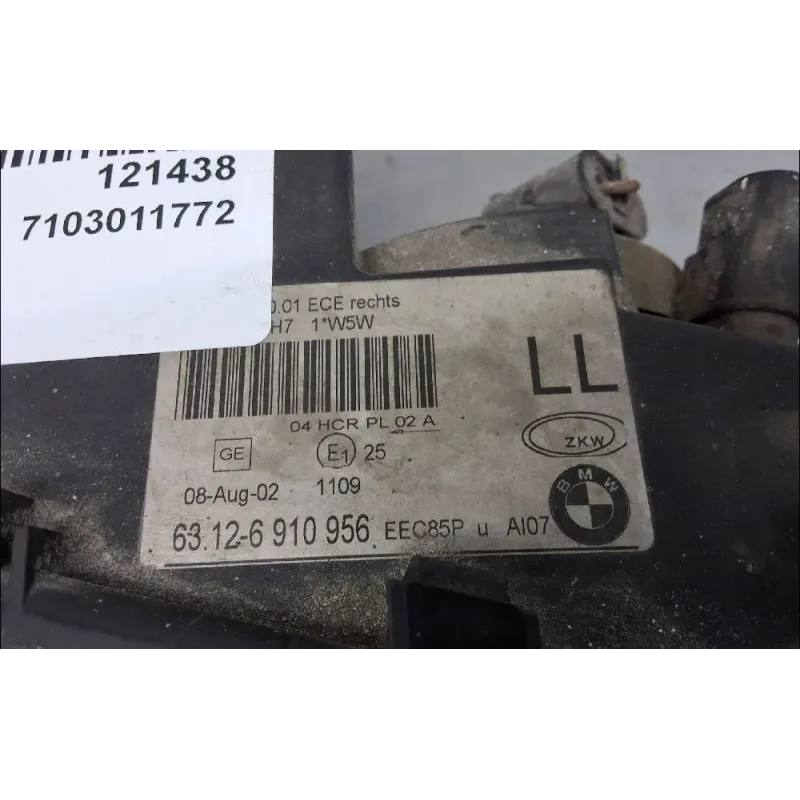 121438
7103011772
0.01 ECE rechts
H7 1*W5W
LL
04 HCR PL 02 A
ZKW
GE
E1 25
BMW
08-Aug-02 1109
63.12-6 910 956 EEC85P u AI07